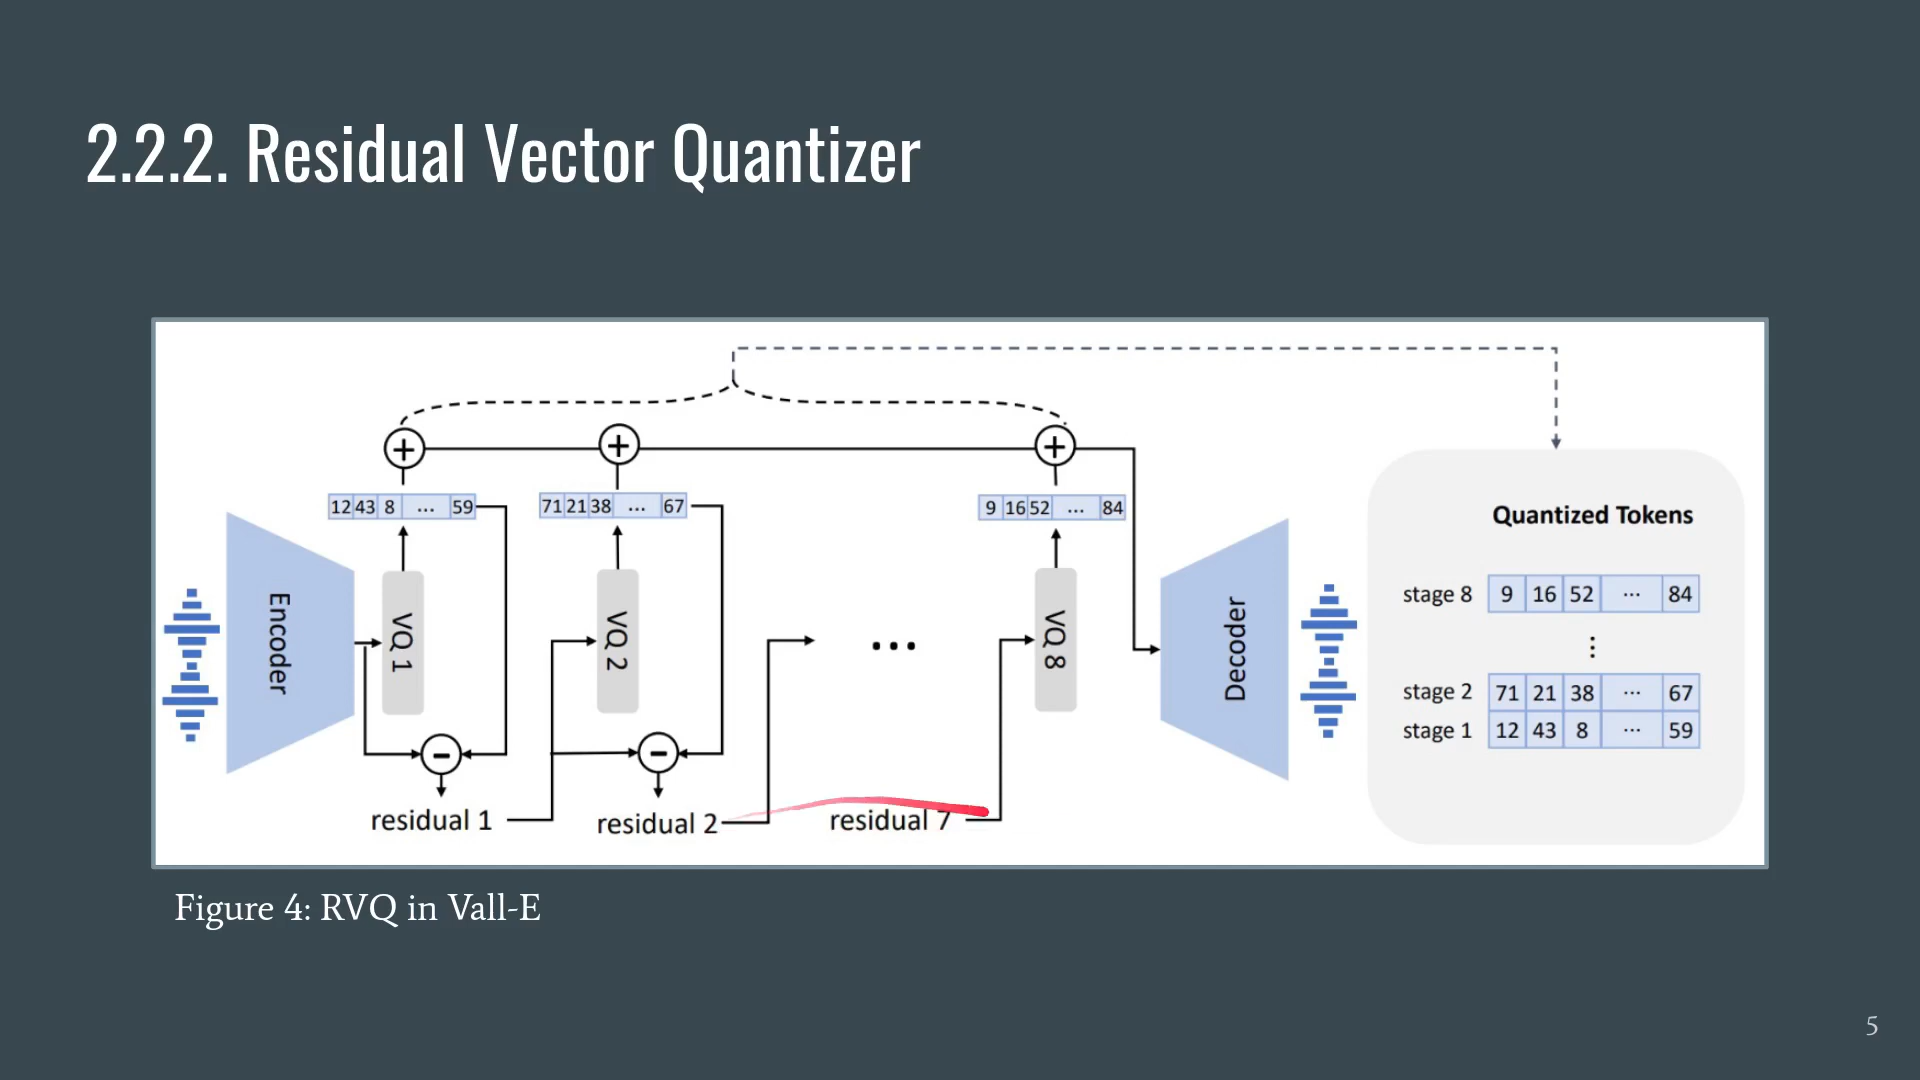 2.2.2. Residual Vector Quantizer
12 43 8 ... 59
71 21 38 ... 67
9 16 52 ... 84
Encoder
VQ 1
VQ 2
...
VQ 8
Decoder
residual 1
residual 2
residual 7
Quantized Tokens
stage 8 9 16 52 ... 84
⋮
stage 2 71 21 38 ... 67
stage 1 12 43 8 ... 59
Figure 4: RVQ in Vall-E
5